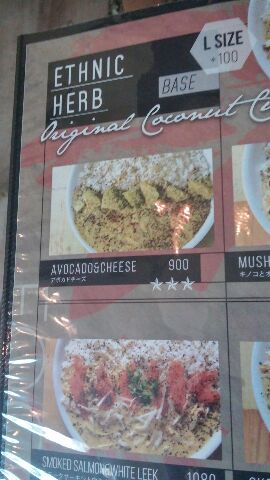 L SIZE
+100
ETHNIC
HERB
BASE
Original Coconut
AVOCADO&CHEESE 900
アボカドチーズ
MUSH
キノコと
SMOKED SALMON&WHITE LEEK 1080